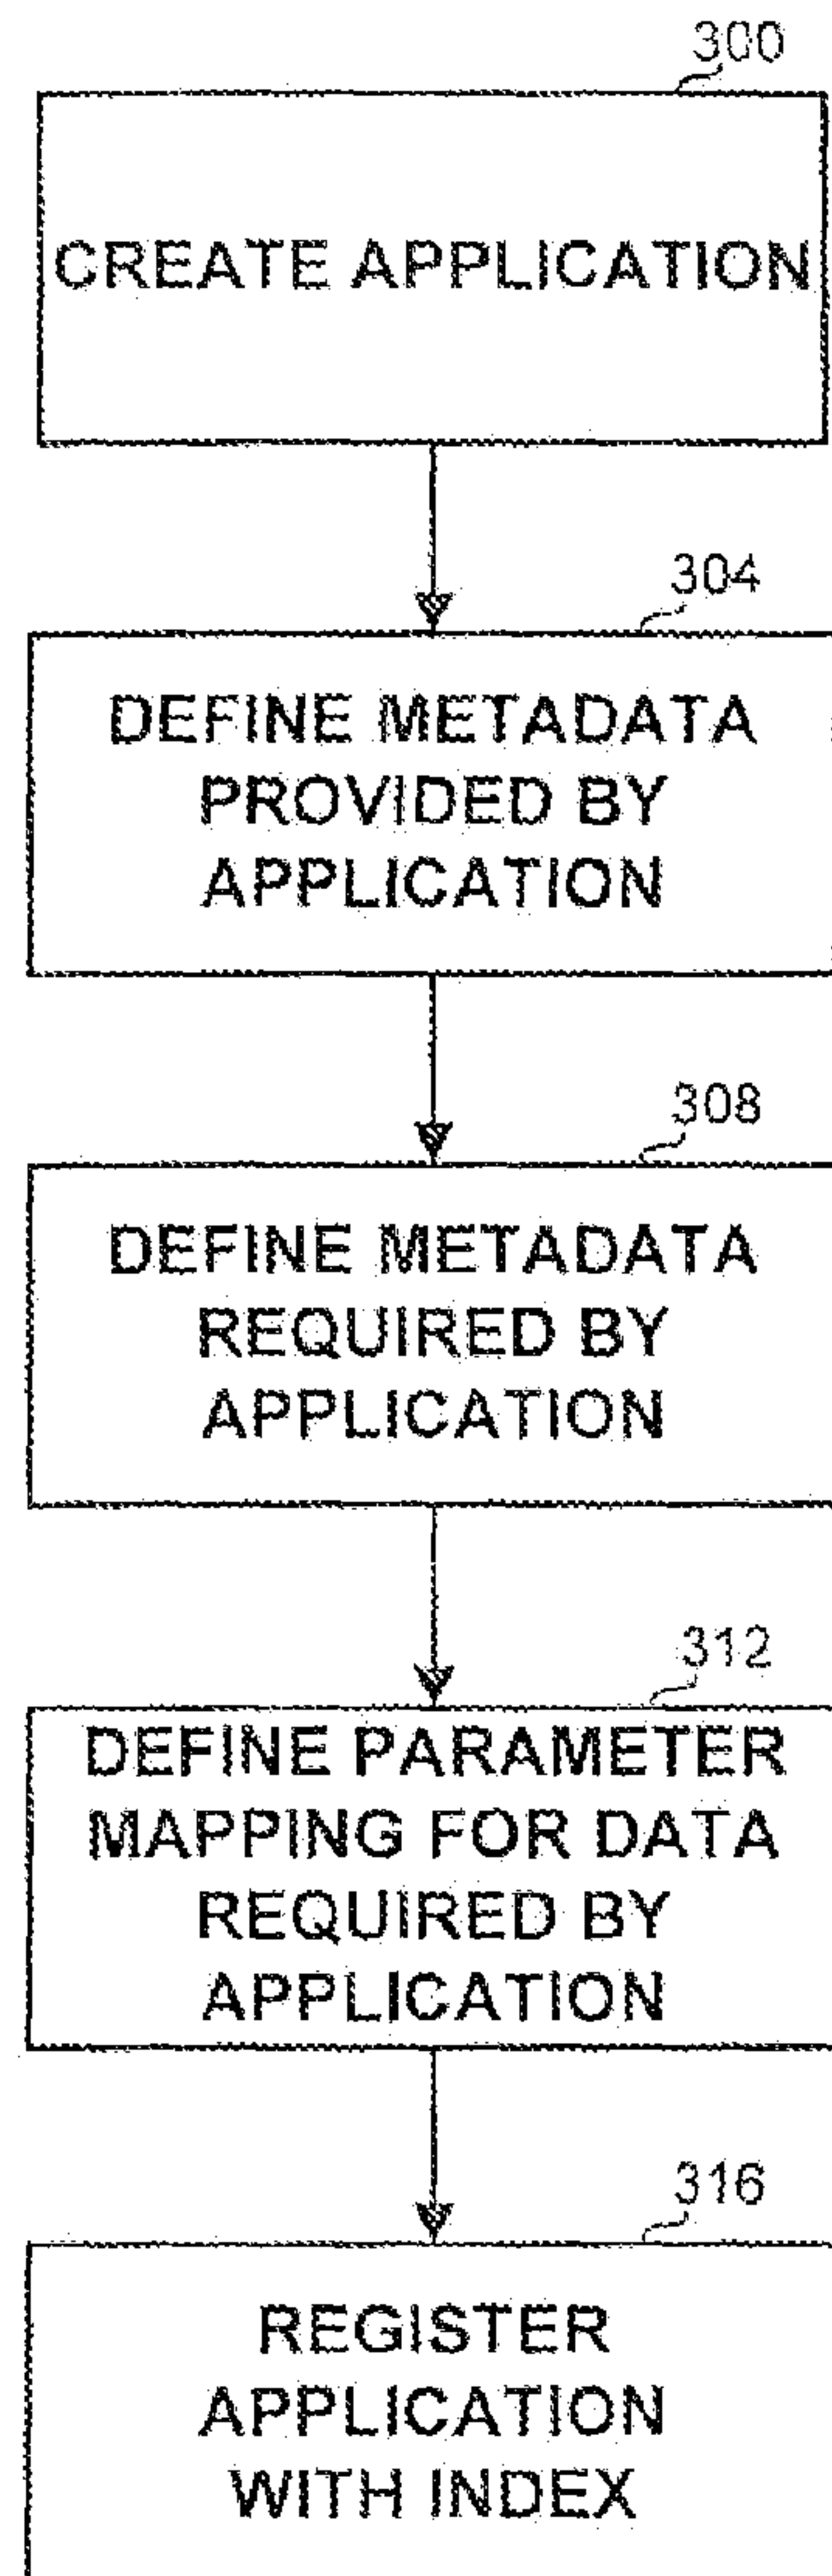 300
CREATE APPLICATION
304
DEFINE METADATA
PROVIDED BY
APPLICATION
308
DEFINE METADATA
REQUIRED BY
APPLICATION
312
DEFINE PARAMETER
MAPPING FOR DATA
REQUIRED BY
APPLICATION
316
REGISTER
APPLICATION
WITH INDEX